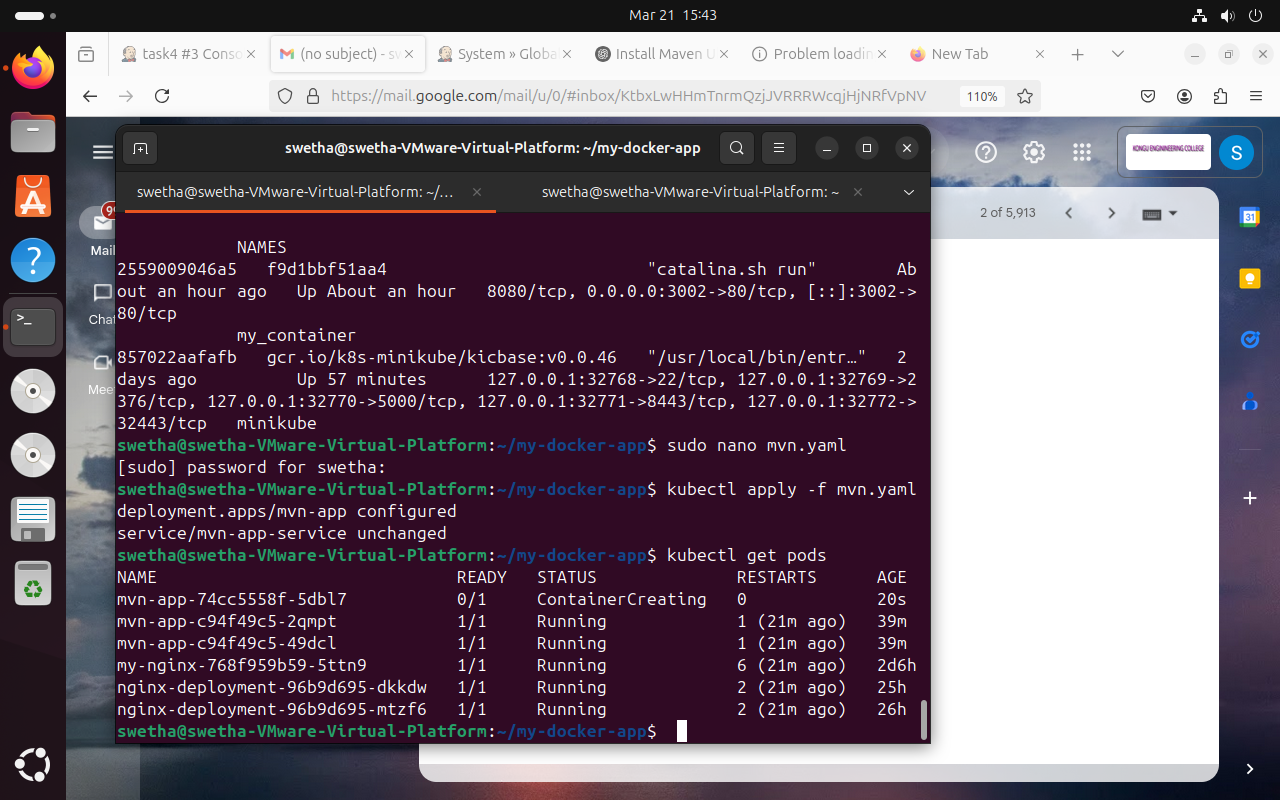 Mar 21 15:43
task4 #3 Conso
(no subject) - sw
System » Globa
Install Maven U
Problem loadin
New Tab
https://mail.google.com/mail/u/0/#inbox/KtbxLwHHmTnrmQzjJVRRRWcqjHjNRfVpNV
110%
swetha@swetha-VMware-Virtual-Platform: ~/my-docker-app
KONGU ENGINEERING COLLEGE
S
swetha@swetha-VMware-Virtual-Platform: ~/...
swetha@swetha-VMware-Virtual-Platform: ~
99
Mail
2 of 5,913
31
Chat
Meet
NAMES
2559009046a5 f9d1bbf51aa4 "catalina.sh run" Ab
out an hour ago Up About an hour 8080/tcp, 0.0.0.0:3002->80/tcp, [::]:3002->
80/tcp
my_container
857022aafafb gcr.io/k8s-minikube/kicbase:v0.0.46 "/usr/local/bin/entr…" 2
days ago Up 57 minutes 127.0.0.1:32768->22/tcp, 127.0.0.1:32769->2
376/tcp, 127.0.0.1:32770->5000/tcp, 127.0.0.1:32771->8443/tcp, 127.0.0.1:32772->
32443/tcp minikube
swetha@swetha-VMware-Virtual-Platform:~/my-docker-app$ sudo nano mvn.yaml
[sudo] password for swetha:
swetha@swetha-VMware-Virtual-Platform:~/my-docker-app$ kubectl apply -f mvn.yaml
deployment.apps/mvn-app configured
service/mvn-app-service unchanged
swetha@swetha-VMware-Virtual-Platform:~/my-docker-app$ kubectl get pods
NAME READY STATUS RESTARTS AGE
mvn-app-74cc5558f-5dbl7 0/1 ContainerCreating 0 20s
mvn-app-c94f49c5-2qmpt 1/1 Running 1 (21m ago) 39m
mvn-app-c94f49c5-49dcl 1/1 Running 1 (21m ago) 39m
my-nginx-768f959b59-5ttn9 1/1 Running 6 (21m ago) 2d6h
nginx-deployment-96b9d695-dkkdw 1/1 Running 2 (21m ago) 25h
nginx-deployment-96b9d695-mtzf6 1/1 Running 2 (21m ago) 26h
swetha@swetha-VMware-Virtual-Platform:~/my-docker-app$